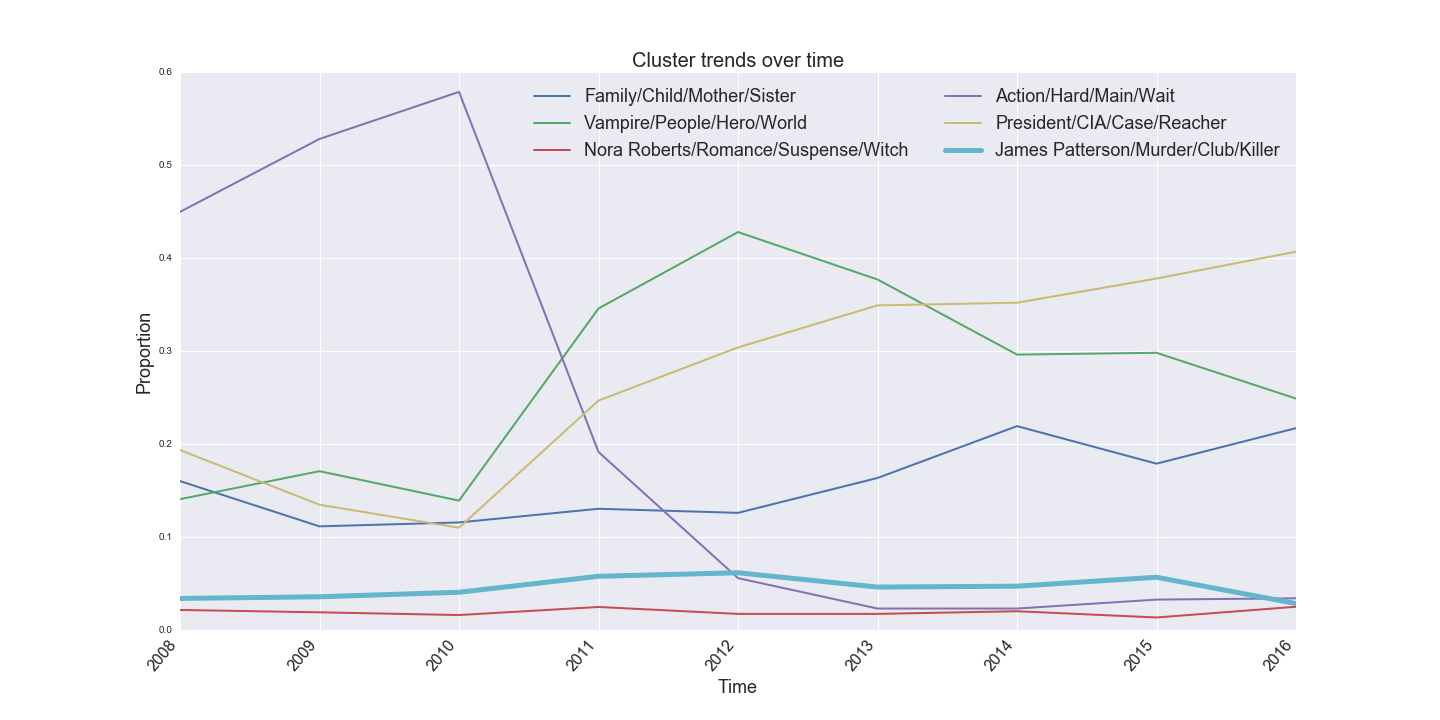 Cluster trends over time
0.6
0.5
0.4
0.3
0.2
0.1
0.0
Proportion
Family/Child/Mother/Sister
Vampire/People/Hero/World
Nora Roberts/Romance/Suspense/Witch
Action/Hard/Main/Wait
President/CIA/Case/Reacher
James Patterson/Murder/Club/Killer
2008
2009
2010
2011
2012
2013
2014
2015
2016
Time